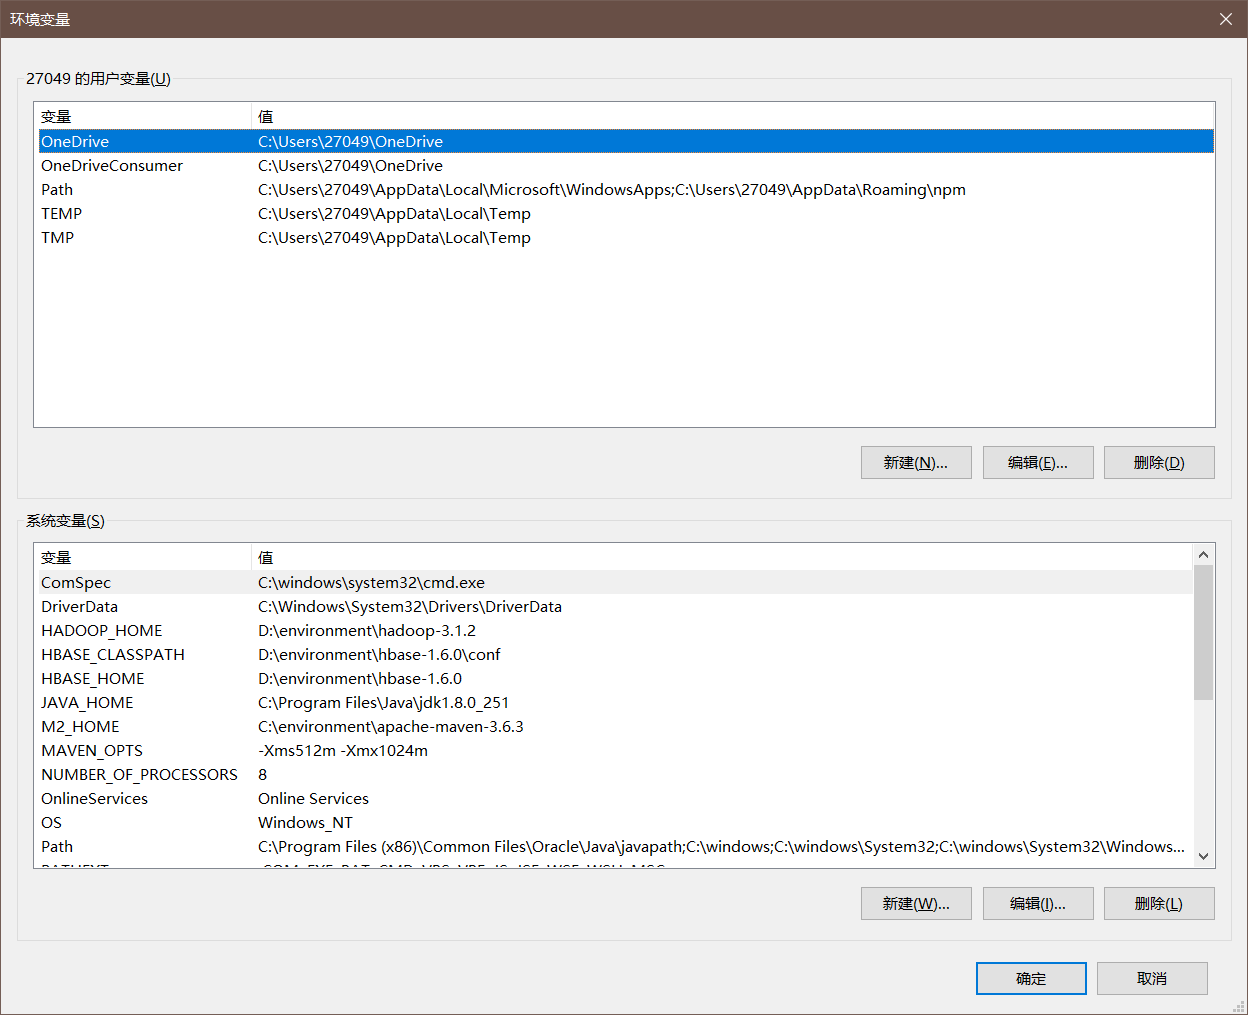 环境变量
27049 的用户变量(U)
变量 值
OneDrive C:\Users\27049\OneDrive
OneDriveConsumer C:\Users\27049\OneDrive
Path C:\Users\27049\AppData\Local\Microsoft\WindowsApps;C:\Users\27049\AppData\Roaming\npm
TEMP C:\Users\27049\AppData\Local\Temp
TMP C:\Users\27049\AppData\Local\Temp
新建(N)... 编辑(E)... 删除(D)
系统变量(S)
变量 值
ComSpec C:\windows\system32\cmd.exe
DriverData C:\Windows\System32\Drivers\DriverData
HADOOP_HOME D:\environment\hadoop-3.1.2
HBASE_CLASSPATH D:\environment\hbase-1.6.0\conf
HBASE_HOME D:\environment\hbase-1.6.0
JAVA_HOME C:\Program Files\Java\jdk1.8.0_251
M2_HOME C:\environment\apache-maven-3.6.3
MAVEN_OPTS -Xms512m -Xmx1024m
NUMBER_OF_PROCESSORS 8
OnlineServices Online Services
OS Windows_NT
Path C:\Program Files (x86)\Common Files\Oracle\Java\javapath;C:\windows;C:\windows\System32;C:\windows\System32\Windows...
新建(W)... 编辑(I)... 删除(L)
确定 取消